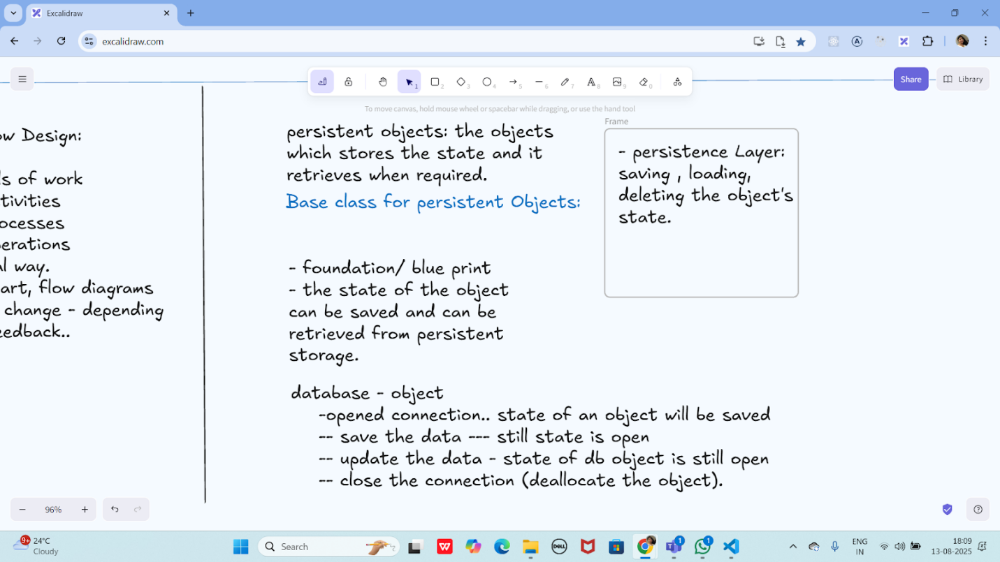 Excalidraw
excalidraw.com
1
2
3
4
5
6
7
8
9
0
Share
Library
To move canvas, hold mouse wheel or spacebar while dragging, or use the hand tool
ow Design:
ls of work
tivities
ocesses
erations
al way.
art, flow diagrams
change - depending
eedback..
persistent objects: the objects
which stores the state and it
retrieves when required.
Base class for persistent Objects:
- foundation/ blue print
- the state of the object
can be saved and can be
retrieved from persistent
storage.
database - object
-opened connection.. state of an object will be saved
-- save the data --- still state is open
-- update the data - state of db object is still open
-- close the connection (deallocate the object).
Frame
- persistence Layer:
saving , loading,
deleting the object's
state.
96%
9+
24°C
Cloudy
Search
DELL
1
1
ENG
IN
18:09
13-08-2025